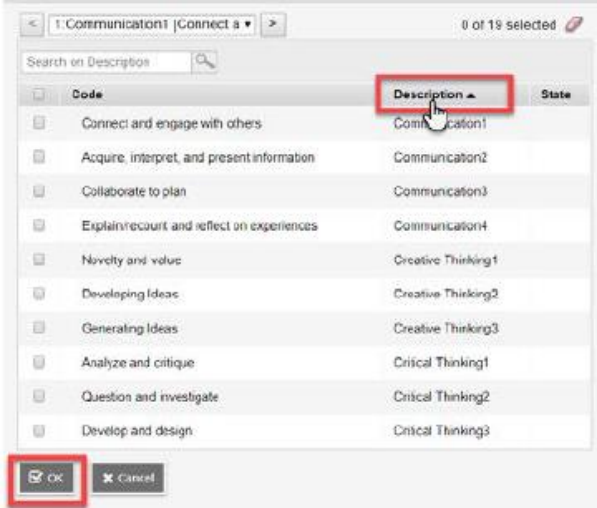 < 1:Communication1 |Connect a ▾ > 0 of 19 selected
Search on Description
Code Description ▲ State
Connect and engage with others Communication1
Acquire, interpret, and present information Communication2
Collaborate to plan Communication3
Explain/recount and reflect on experiences Communication4
Novelty and value Creative Thinking1
Developing Ideas Creative Thinking2
Generating Ideas Creative Thinking3
Analyze and critique Critical Thinking1
Question and investigate Critical Thinking2
Develop and design Critical Thinking3
OK Cancel